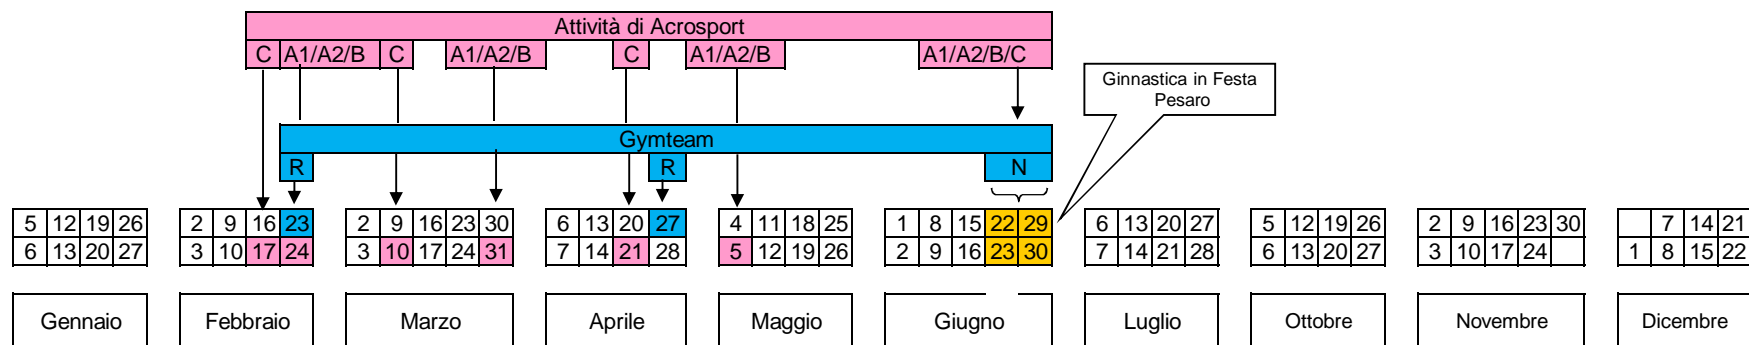 Attività di Acrosport
C A1/A2/B C A1/A2/B C A1/A2/B A1/A2/B/C
Ginnastica in Festa
Pesaro
Gymteam
R R N
5 12 19 26 2 9 16 23 2 9 16 23 30 6 13 20 27 4 11 18 25 1 8 15 22 29 6 13 20 27 5 12 19 26 2 9 16 23 30 7 14 21
6 13 20 27 3 10 17 24 3 10 17 24 31 7 14 21 28 5 12 19 26 2 9 16 23 30 7 14 21 28 6 13 20 27 3 10 17 24 1 8 15 22
Gennaio Febbraio Marzo Aprile Maggio Giugno Luglio Ottobre Novembre Dicembre